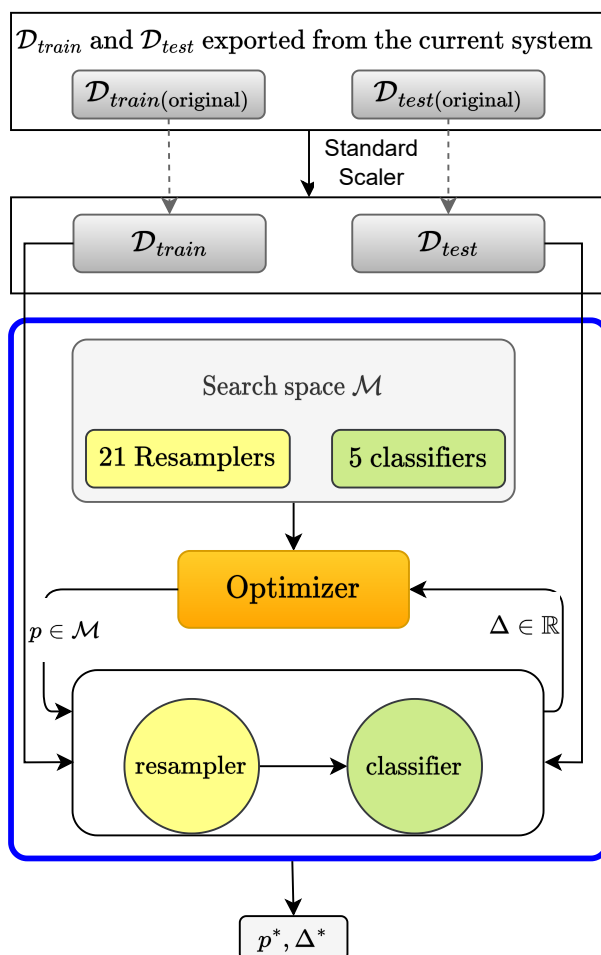 𝒟_train and 𝒟_test exported from the current system
𝒟_train(original) 𝒟_test(original)
Standard
Scaler
𝒟_train 𝒟_test
Search space ℳ
21 Resamplers 5 classifiers
Optimizer
p ∈ ℳ Δ ∈ ℝ
resampler classifier
p*, Δ*